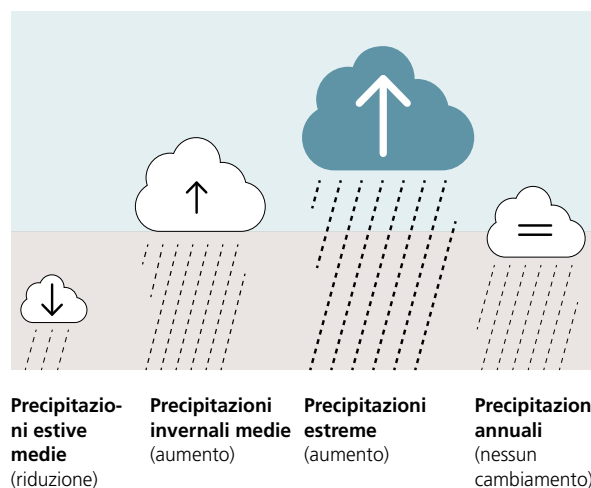 Precipitazio-
ni estive
medie
(riduzione)
Precipitazioni
invernali medie
(aumento)
Precipitazioni
estreme
(aumento)
Precipitazion
annuali
(nessun
cambiamento)